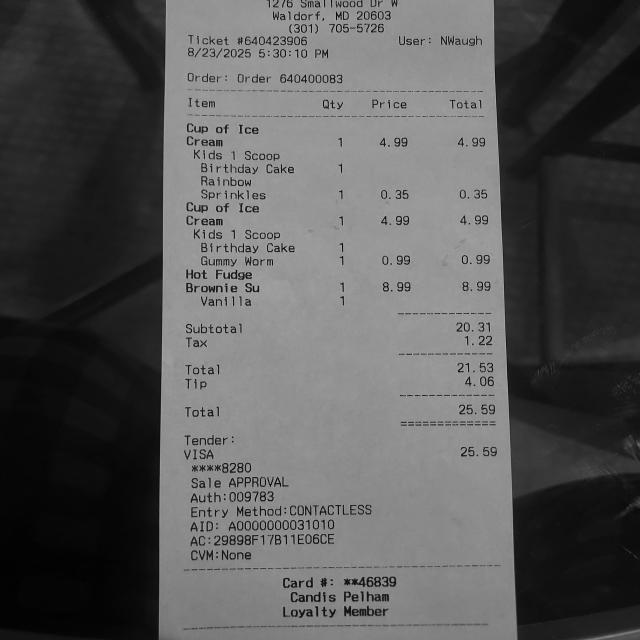 1276 Smallwood Dr W
Waldorf, MD 20603
(301) 705-5726
Ticket #640423906 User: NWaugh
8/23/2025 5:30:10 PM
Order: Order 640400083
Item Qty Price Total
Cup of Ice
Cream 1 4.99 4.99
Kids 1 Scoop
Birthday Cake 1
Rainbow
Sprinkles 1 0.35 0.35
Cup of Ice
Cream 1 4.99 4.99
Kids 1 Scoop
Birthday Cake 1
Gummy Worm 1 0.99 0.99
Hot Fudge
Brownie Su 1 8.99 8.99
Vanilla 1
Subtotal 20.31
Tax 1.22
Total 21.53
Tip 4.06
Total 25.59
Tender:
VISA 25.59
****8280
Sale APPROVAL
Auth:009783
Entry Method:CONTACTLESS
AID: A0000000031010
AC:29898F17B11E06CE
CVM:None
Card #: **46839
Candis Pelham
Loyalty Member